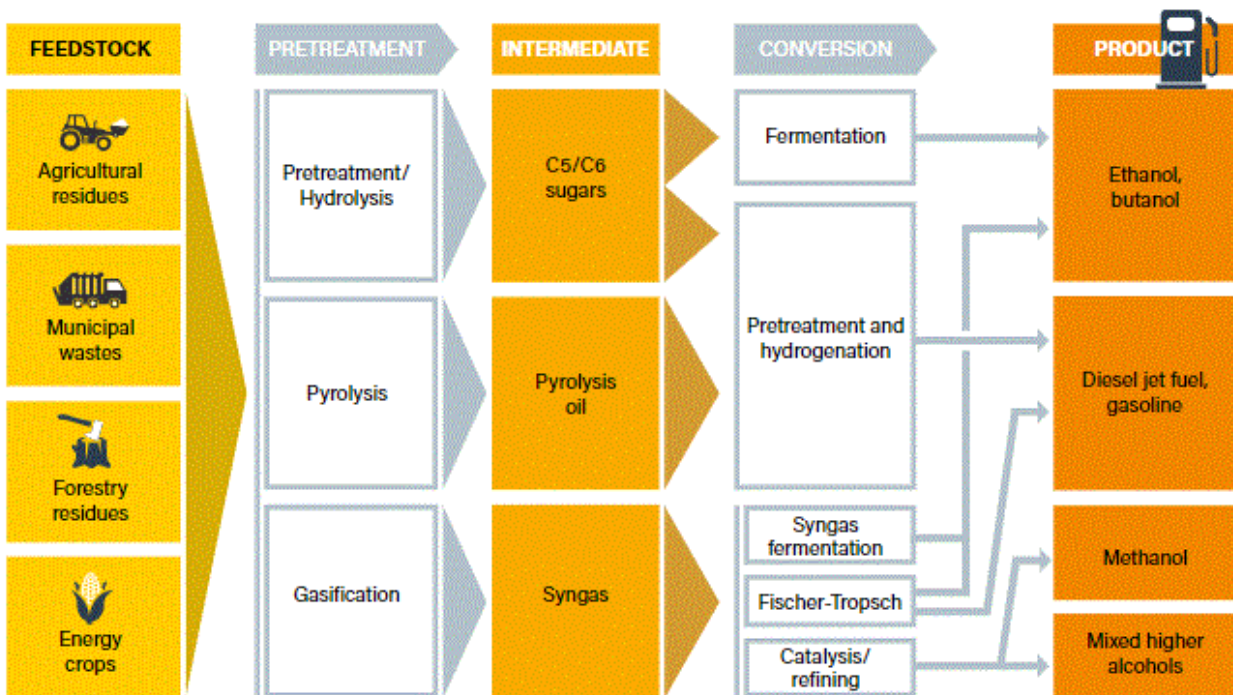 FEEDSTOCK
PRETREATMENT
INTERMEDIATE
CONVERSION
PRODUCT
Agricultural
residues
Municipal
wastes
Forestry
residues
Energy
crops
Pretreatment/
Hydrolysis
Pyrolysis
Gasification
C5/C6
sugars
Pyrolysis
oil
Syngas
Fermentation
Pretreatment and
hydrogenation
Syngas
fermentation
Fischer-Tropsch
Catalysis/
refining
Ethanol,
butanol
Diesel jet fuel,
gasoline
Methanol
Mixed higher
alcohols